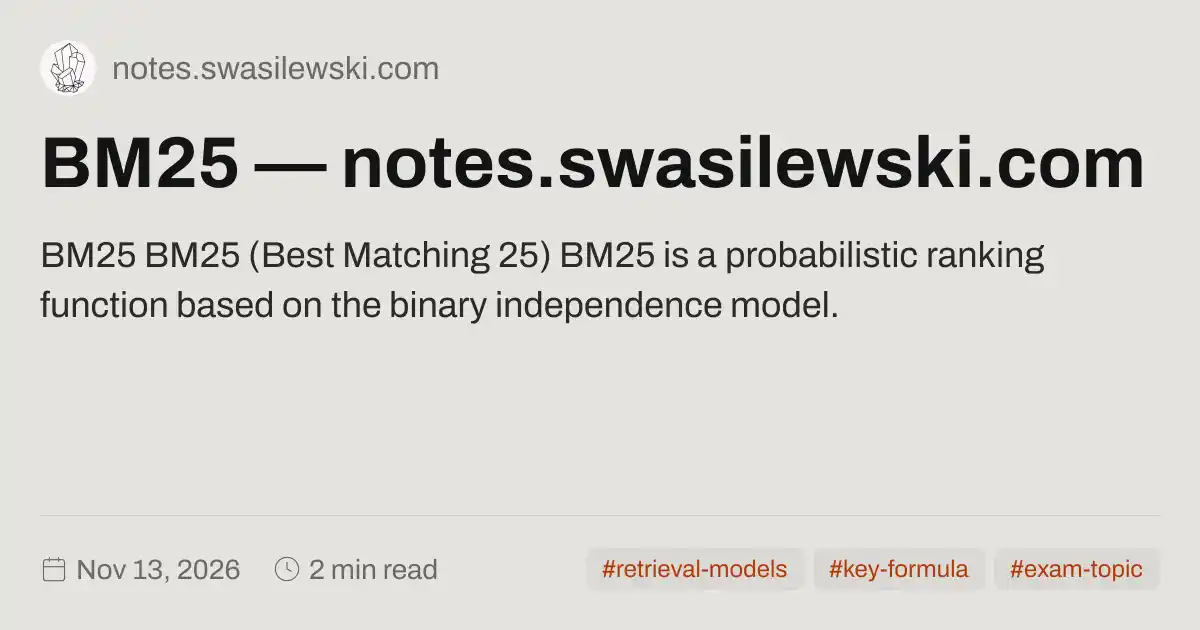 notes.swasilewski.com
BM25 — notes.swasilewski.com
BM25 BM25 (Best Matching 25) BM25 is a probabilistic ranking
function based on the binary independence model.
Nov 13, 2026 2 min read #retrieval-models #key-formula #exam-topic